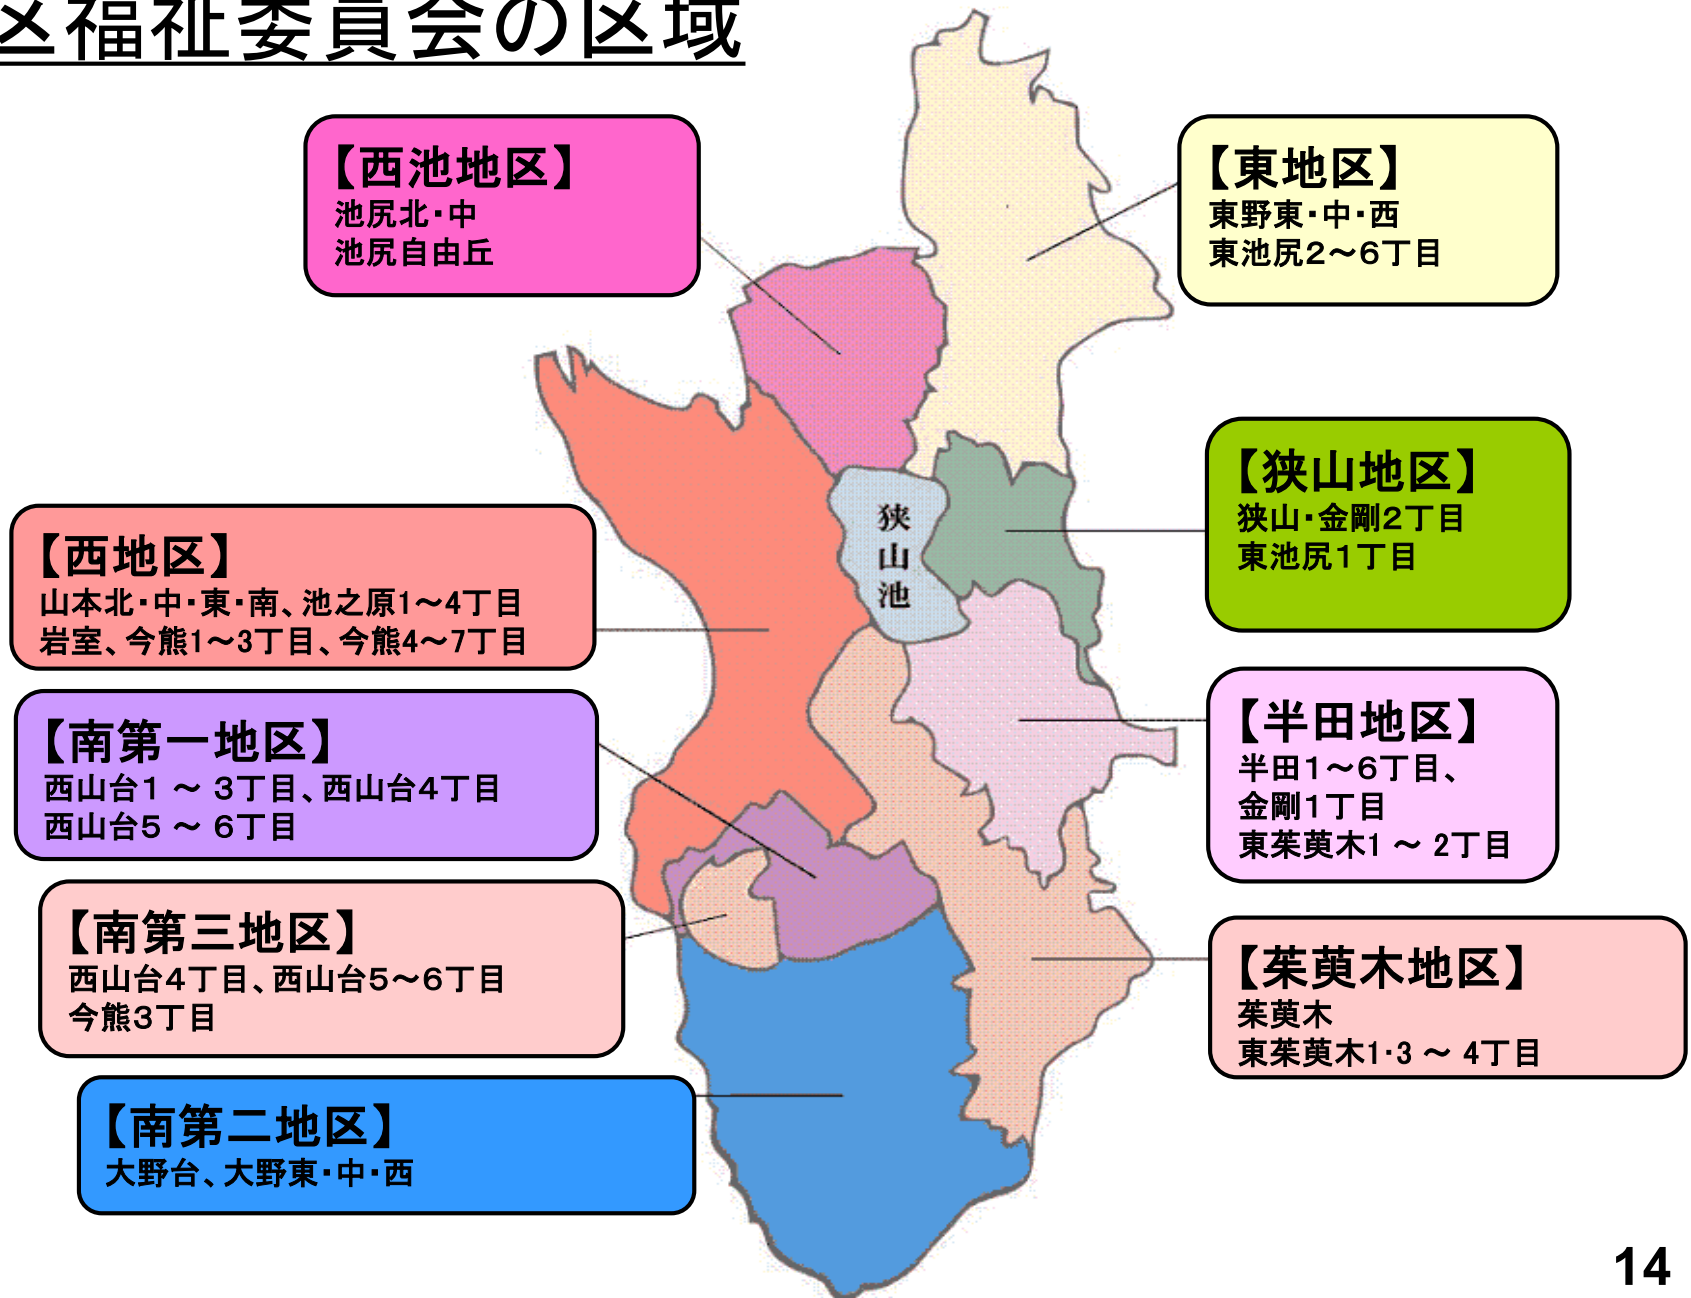 区福祉委員会の区域
【西池地区】
池尻北・中
池尻自由丘
【東地区】
東野東・中・西
東池尻2～6丁目
【狭山地区】
狭山・金剛2丁目
東池尻1丁目
狭山池
【西地区】
山本北・中・東・南、池之原1～4丁目
岩室、今熊1～3丁目、今熊4～7丁目
【半田地区】
半田1～6丁目、
金剛1丁目
東茱萸木1 ～ 2丁目
【南第一地区】
西山台1 ～ 3丁目、西山台4丁目
西山台5 ～ 6丁目
【南第三地区】
西山台4丁目、西山台5～6丁目
今熊3丁目
【茱萸木地区】
茱萸木
東茱萸木1・3 ～ 4丁目
【南第二地区】
大野台、大野東・中・西
14